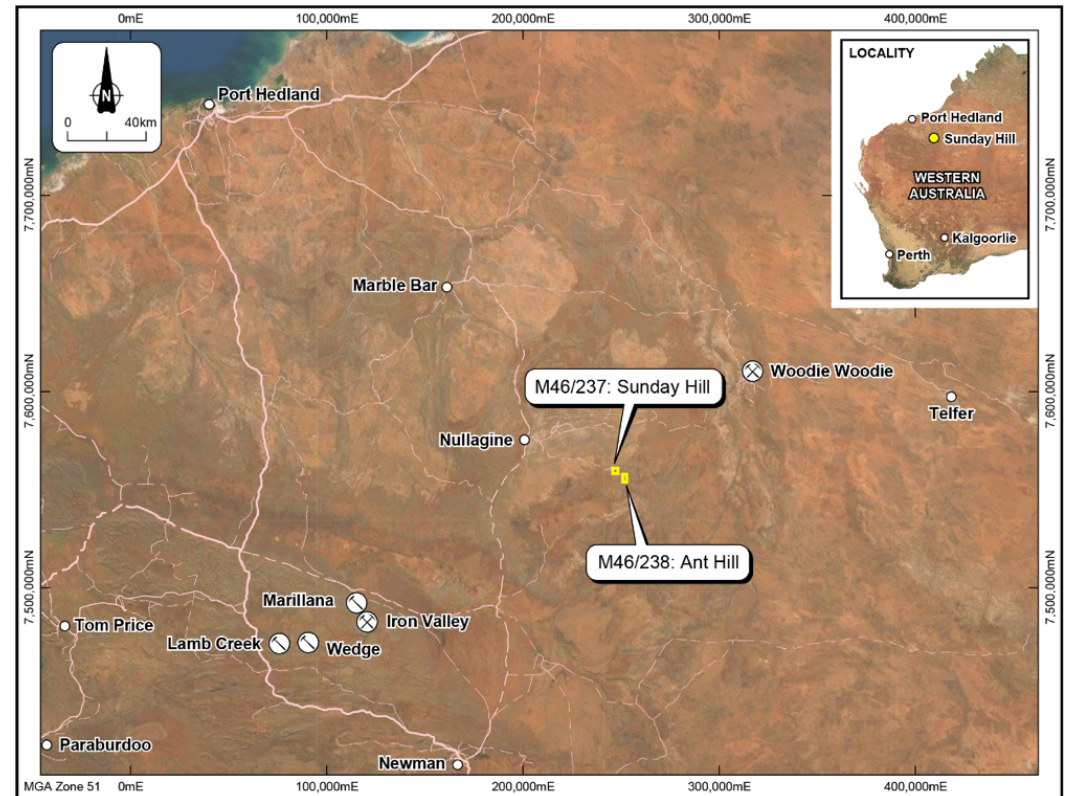 0mE
100,000mE
200,000mE
300,000mE
400,000mE
N
0 40km
LOCALITY
Port Hedland
Sunday Hill
WESTERN
AUSTRALIA
Kalgoorlie
Perth
7,700,000mN
7,700,000mN
Port Hedland
Marble Bar
Woodie Woodie
M46/237: Sunday Hill
7,600,000mN
7,600,000mN
Telfer
Nullagine
M46/238: Ant Hill
7,500,000mN
7,500,000mN
Marillana
Iron Valley
Tom Price
Lamb Creek
Wedge
Paraburdoo
Newman
MGA Zone 51
0mE
100,000mE
200,000mE
300,000mE
400,000mE